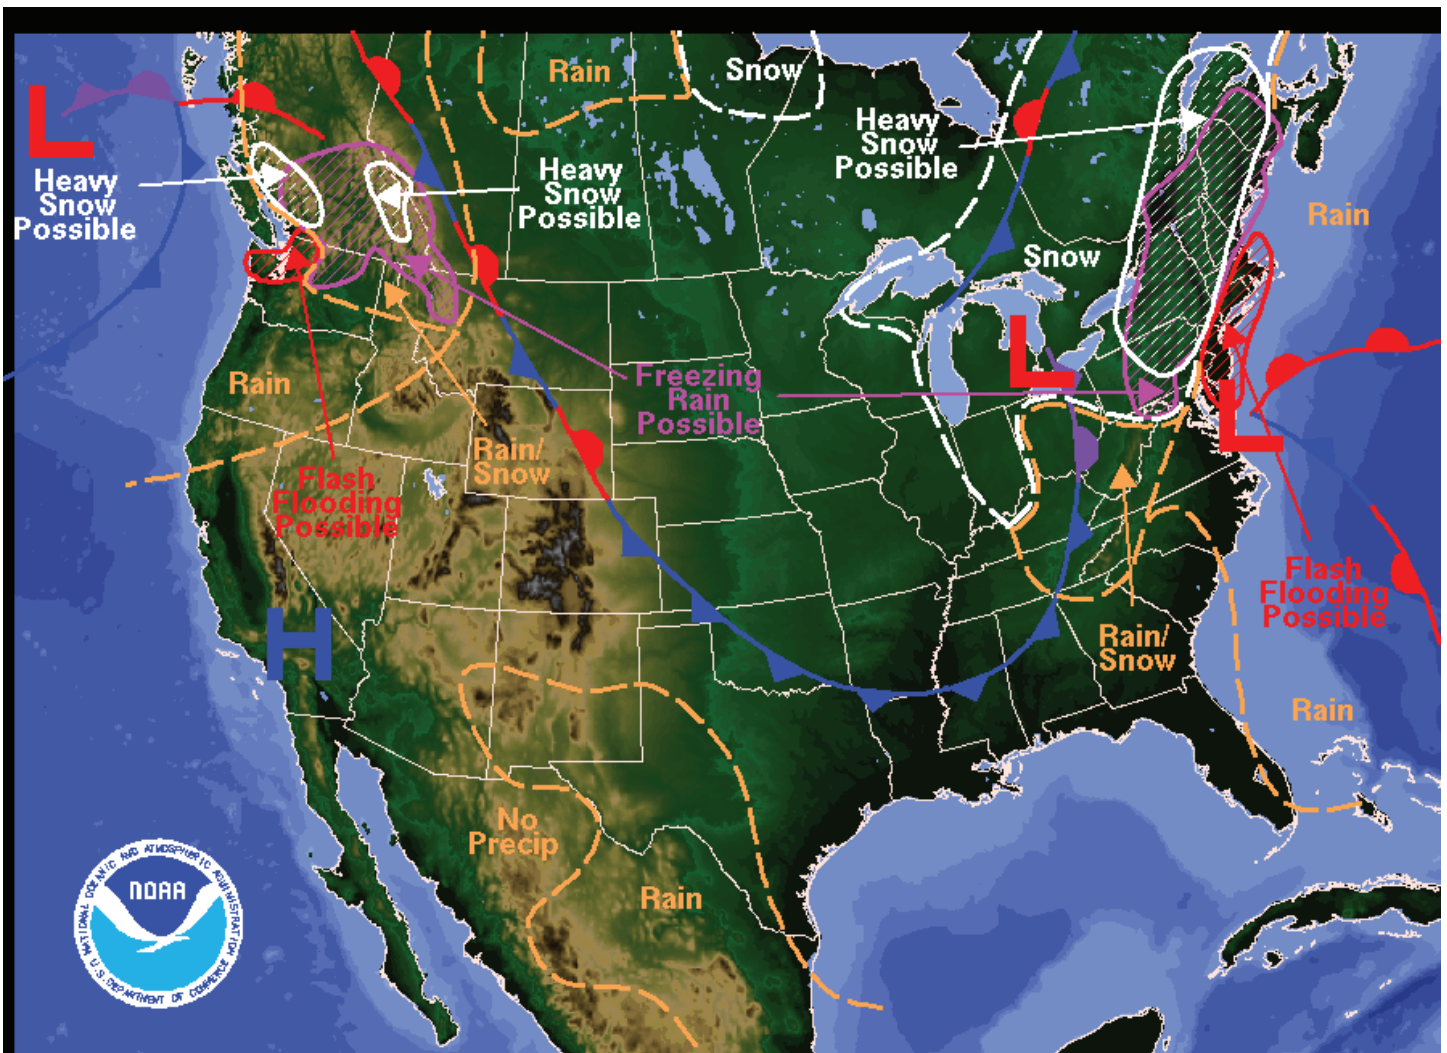 Rain
Snow
L
Heavy
Snow
Possible
Heavy
Snow
Possible
Heavy
Snow
Possible
Rain
Snow
L
Rain
Freezing
Rain
Possible
L
Rain/
Snow
Flash
Flooding
Possible
Flash
Flooding
Possible
H
Rain/
Snow
Rain
No
Precip
Rain
NOAA
NATIONAL OCEANIC AND ATMOSPHERIC ADMINISTRATION
U.S. DEPARTMENT OF COMMERCE